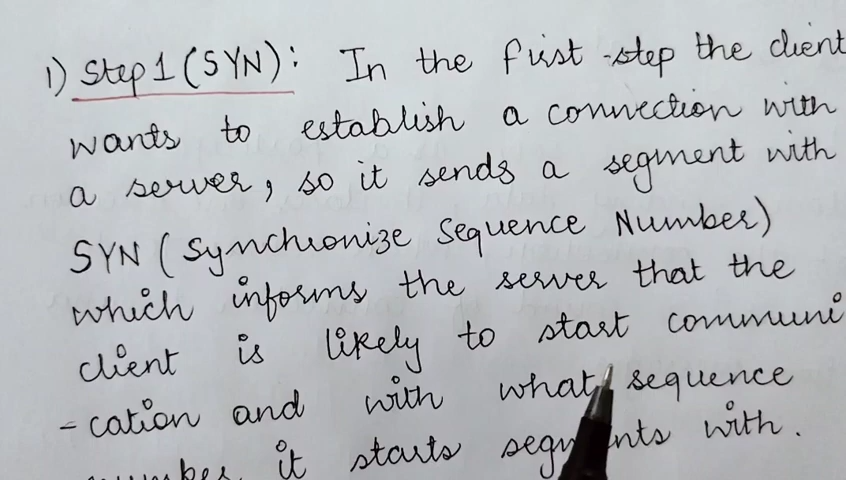 1) Step 1 (SYN): In the first step the client
wants to establish a connection with
a server, so it sends a segment with
SYN (Synchronize Sequence Number)
which informs the server that the
client is likely to start communi
-cation and with what sequence
number it starts segments with.